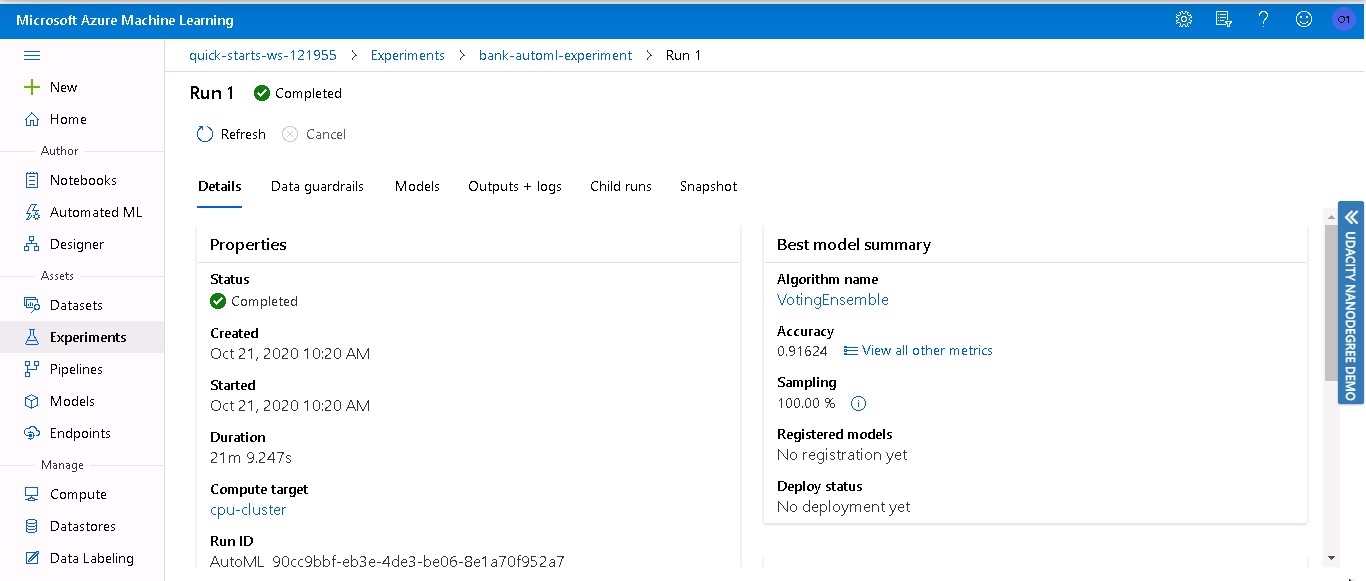 Microsoft Azure Machine Learning
O1
quick-starts-ws-121955 > Experiments > bank-automl-experiment > Run 1
New
Home
Author
Notebooks
Automated ML
Designer
Assets
Datasets
Experiments
Pipelines
Models
Endpoints
Manage
Compute
Datastores
Data Labeling
Run 1 Completed
Refresh Cancel
Details Data guardrails Models Outputs + logs Child runs Snapshot
Properties
Status
Completed
Created
Oct 21, 2020 10:20 AM
Started
Oct 21, 2020 10:20 AM
Duration
21m 9.247s
Compute target
cpu-cluster
Run ID
AutoML_90cc9bbf-eb3e-4de3-be06-8e1a70f952a7
Best model summary
Algorithm name
VotingEnsemble
Accuracy
0.91624 View all other metrics
Sampling
100.00 %
Registered models
No registration yet
Deploy status
No deployment yet
UDACITY NANODEGREE DEMO